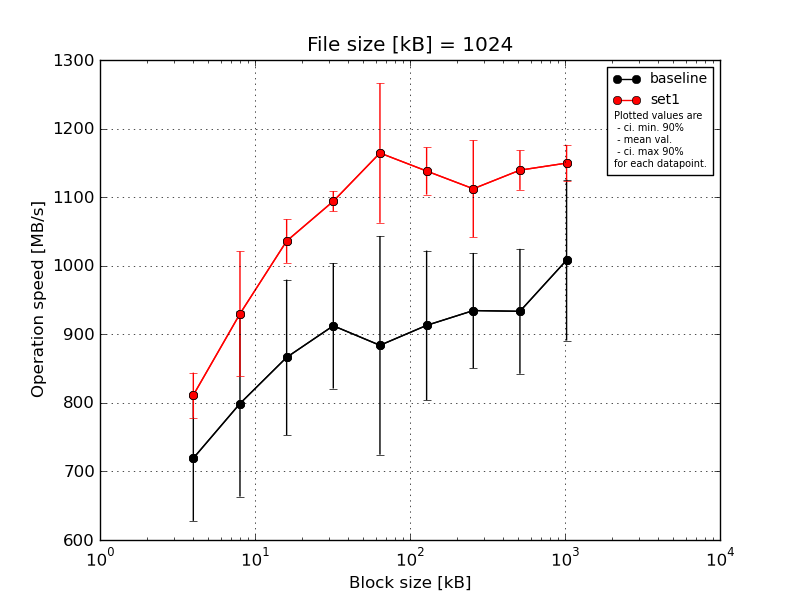 File size [kB] = 1024
1300
1200
1100
1000
900
800
700
600
Operation speed [MB/s]
baseline
set1
Plotted values are
- ci. min. 90%
- mean val.
- ci. max 90%
for each datapoint.
10^0 10^1 10^2 10^3 10^4
Block size [kB]